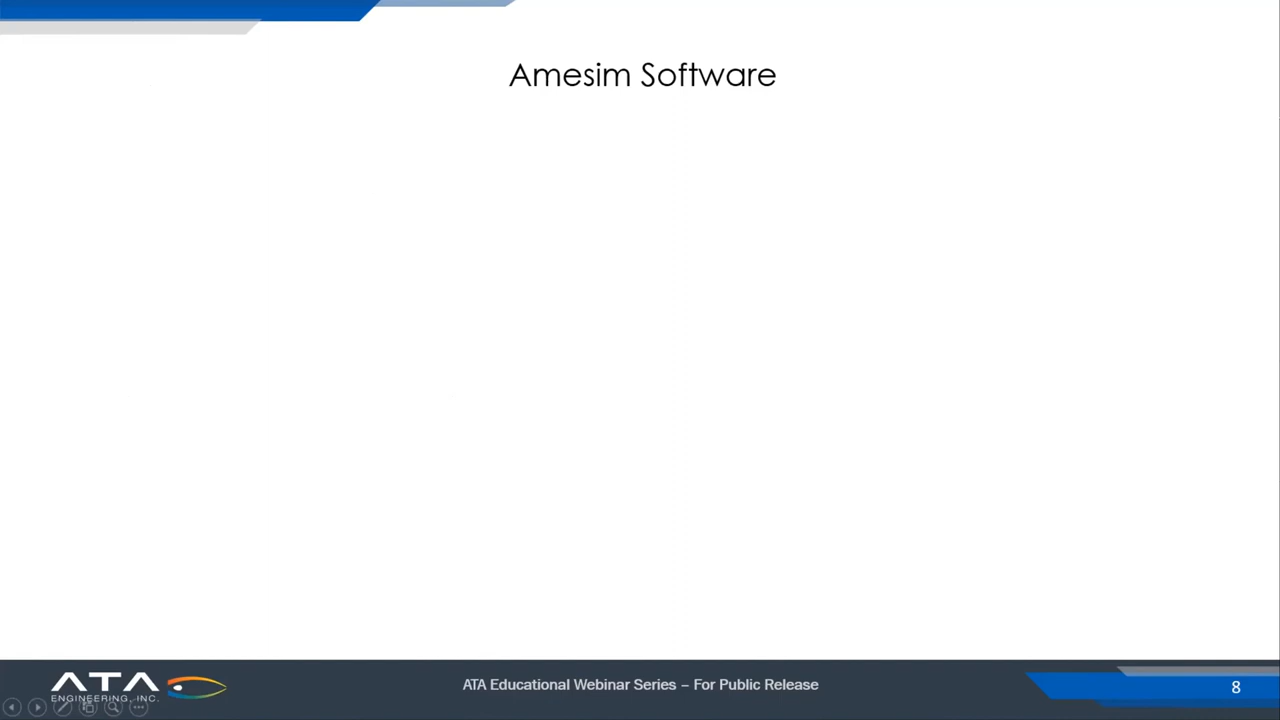 Amesim Software
ATA
ENGINEERING, INC.
ATA Educational Webinar Series – For Public Release
8